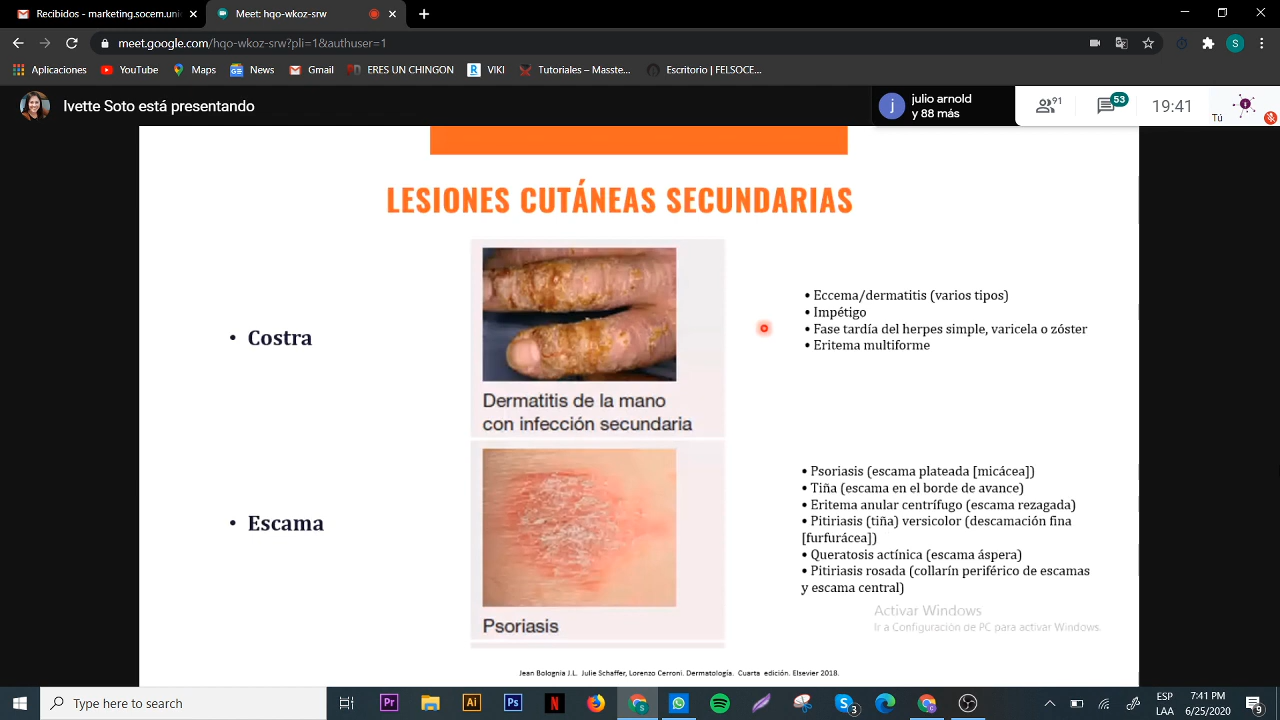 Recibidos - marketing.felsocem@
Meet - hqo-wkoz-srw
meet.google.com/hqo-wkoz-srw?pli=1&authuser=1
Aplicaciones
YouTube
Maps
News
Gmail
ERES UN CHINGON
VIKI
Tutoriales – Muest...
Escritorio | FELSOCE...
Ivette Soto está presentando
j
julio arnold
y 88 más
91
53
19:41
Tú
S
LESIONES CUTÁNEAS SECUNDARIAS
• Costra
Dermatitis de la mano
con infección secundaria
• Eccema/dermatitis (varios tipos)
• Impétigo
• Fase tardía del herpes simple, varicela o zóster
• Eritema multiforme
• Escama
Psoriasis
• Psoriasis (escama plateada [micácea])
• Tiña (escama en el borde de avance)
• Eritema anular centrífugo (escama rezagada)
• Pitiriasis (tiña) versicolor (descamación fina
[furfurácea])
• Queratosis actínica (escama áspera)
• Pitiriasis rosada (collarín periférico de escamas
y escama central)
Activar Windows
Ir a Configuración de PC para activar Windows.
Jean Bolognia J.L. Julie Schaffer, Lorenzo Cerroni. Dermatología. Cuarta edición. Elsevier 2018.
Type here to search
Pr
Ai
Ps
N
3
ESP
LAA
7:41 PM
6/25/2020